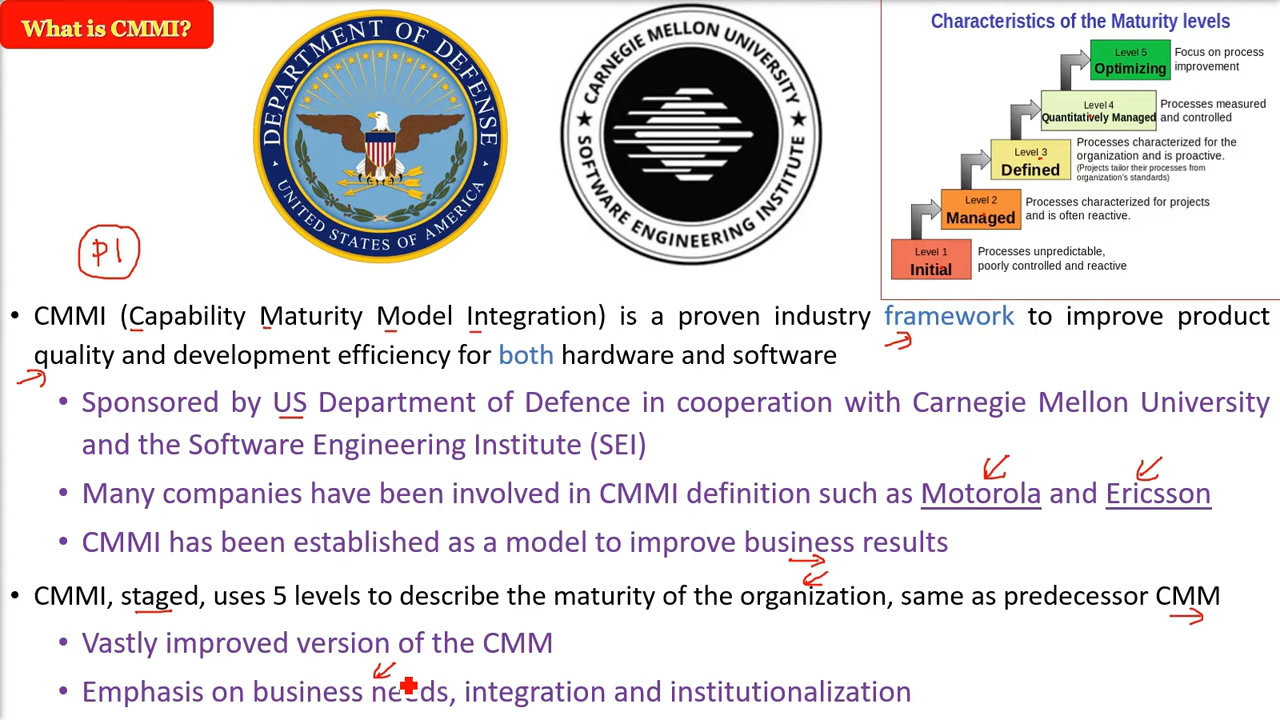 What is CMMI?
DEPARTMENT OF DEFENSE
UNITED STATES OF AMERICA
CARNEGIE MELLON UNIVERSITY
SOFTWARE ENGINEERING INSTITUTE
Characteristics of the Maturity levels
Level 5
Optimizing
Focus on process
improvement
Level 4
Quantitatively Managed
Processes measured
and controlled
Level 3
Defined
Processes characterized for the
organization and is proactive.
(Projects tailor their processes from
organization's standards)
Level 2
Managed
Processes characterized for projects
and is often reactive.
Level 1
Initial
Processes unpredictable,
poorly controlled and reactive
P1
• CMMI (Capability Maturity Model Integration) is a proven industry framework to improve product
quality and development efficiency for both hardware and software
• Sponsored by US Department of Defence in cooperation with Carnegie Mellon University
and the Software Engineering Institute (SEI)
• Many companies have been involved in CMMI definition such as Motorola and Ericsson
• CMMI has been established as a model to improve business results
• CMMI, staged, uses 5 levels to describe the maturity of the organization, same as predecessor CMM
• Vastly improved version of the CMM
• Emphasis on business needs, integration and institutionalization